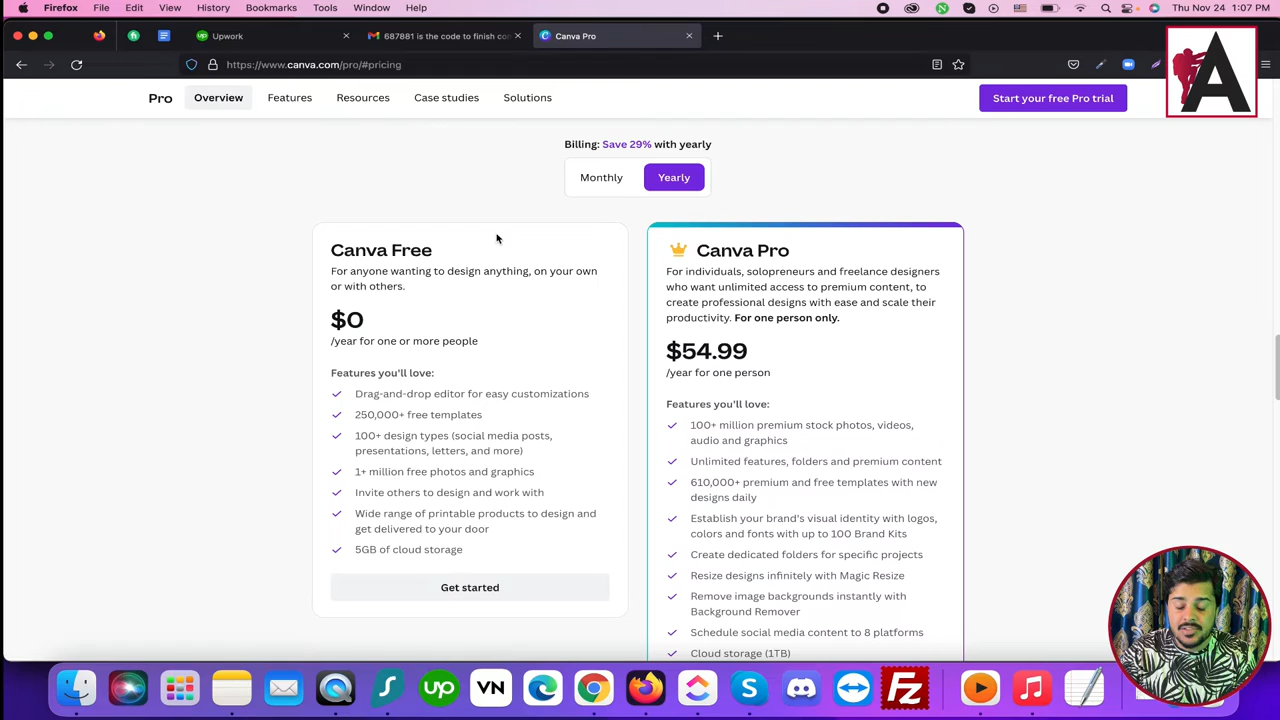 Firefox File Edit View History Bookmarks Tools Window Help Thu Nov 24 1:07 PM
Upwork
687881 is the code to finish con
Canva Pro
https://www.canva.com/pro/#pricing
A
Pro Overview Features Resources Case studies Solutions Start your free Pro trial
Billing: Save 29% with yearly
Monthly Yearly
Canva Free
For anyone wanting to design anything, on your own
or with others.
$0
/year for one or more people
Features you'll love:
Drag-and-drop editor for easy customizations
250,000+ free templates
100+ design types (social media posts,
presentations, letters, and more)
1+ million free photos and graphics
Invite others to design and work with
Wide range of printable products to design and
get delivered to your door
5GB of cloud storage
Get started
Canva Pro
For individuals, solopreneurs and freelance designers
who want unlimited access to premium content, to
create professional designs with ease and scale their
productivity. For one person only.
$54.99
/year for one person
Features you'll love:
100+ million premium stock photos, videos,
audio and graphics
Unlimited features, folders and premium content
610,000+ premium and free templates with new
designs daily
Establish your brand's visual identity with logos,
colors and fonts with up to 100 Brand Kits
Create dedicated folders for specific projects
Resize designs infinitely with Magic Resize
Remove image backgrounds instantly with
Background Remover
Schedule social media content to 8 platforms
Cloud storage (1TB)
up VN S Fz